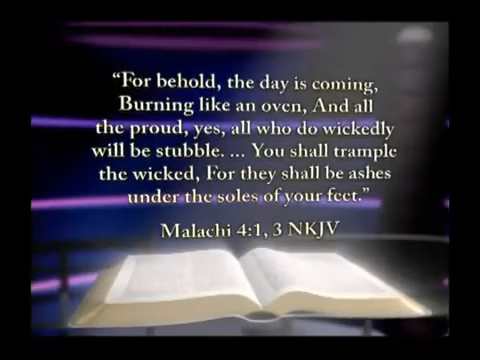 “For behold, the day is coming,
Burning like an oven, And all
the proud, yes, all who do wickedly
will be stubble. ... You shall trample
the wicked, For they shall be ashes
under the soles of your feet.”
Malachi 4:1, 3 NKJV